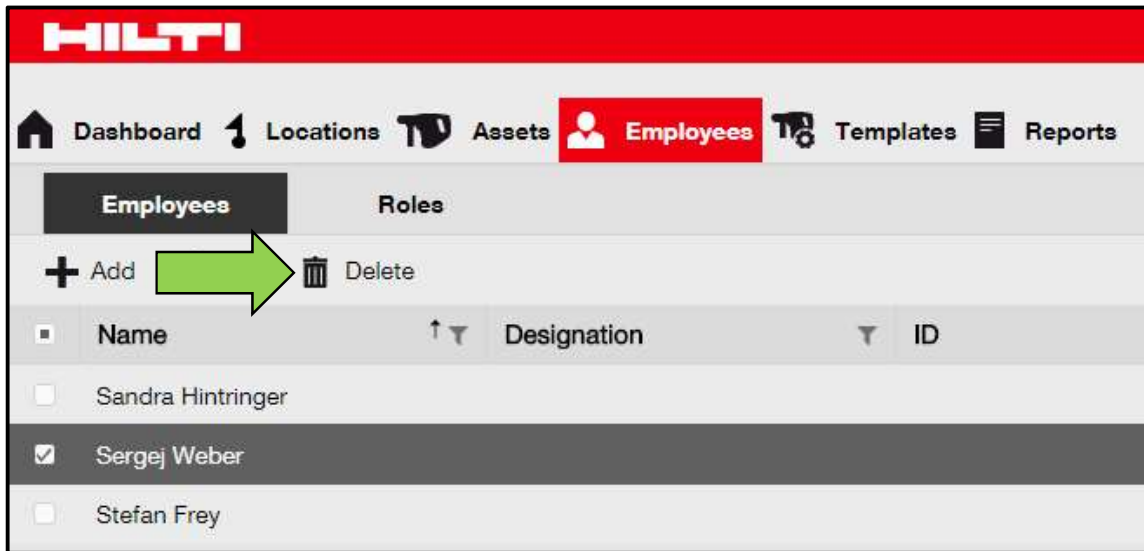 HILTI
Dashboard Locations Assets Employees Templates Reports
Employees Roles
Add Delete
Name Designation ID
Sandra Hintringer
Sergej Weber
Stefan Frey